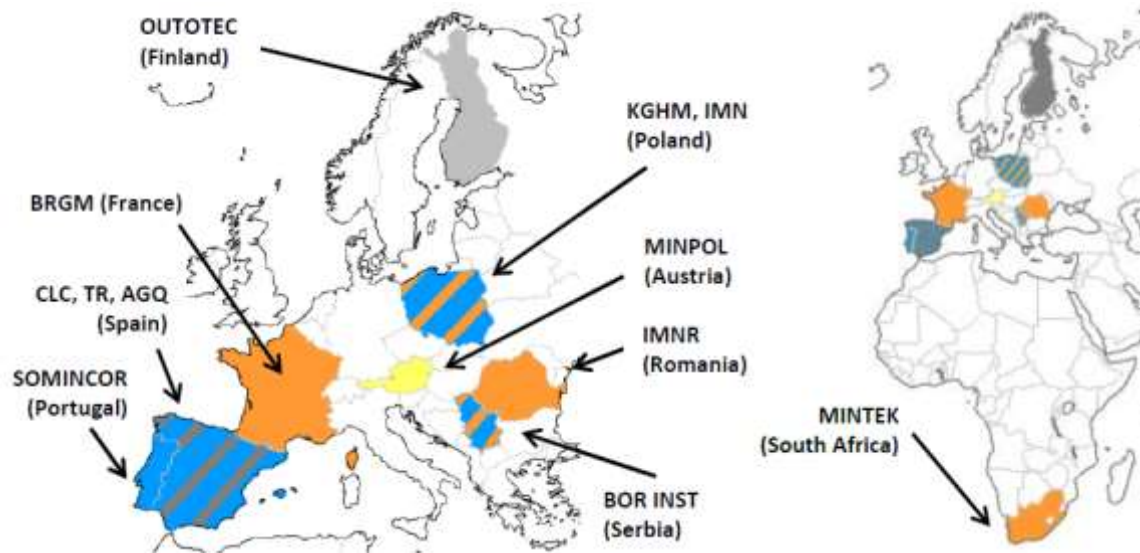 OUTOTEC
(Finland)
KGHM, IMN
(Poland)
BRGM (France)
MINPOL
(Austria)
CLC, TR, AGQ
(Spain)
IMNR
(Romania)
SOMINCOR
(Portugal)
MINTEK
(South Africa)
BOR INST
(Serbia)